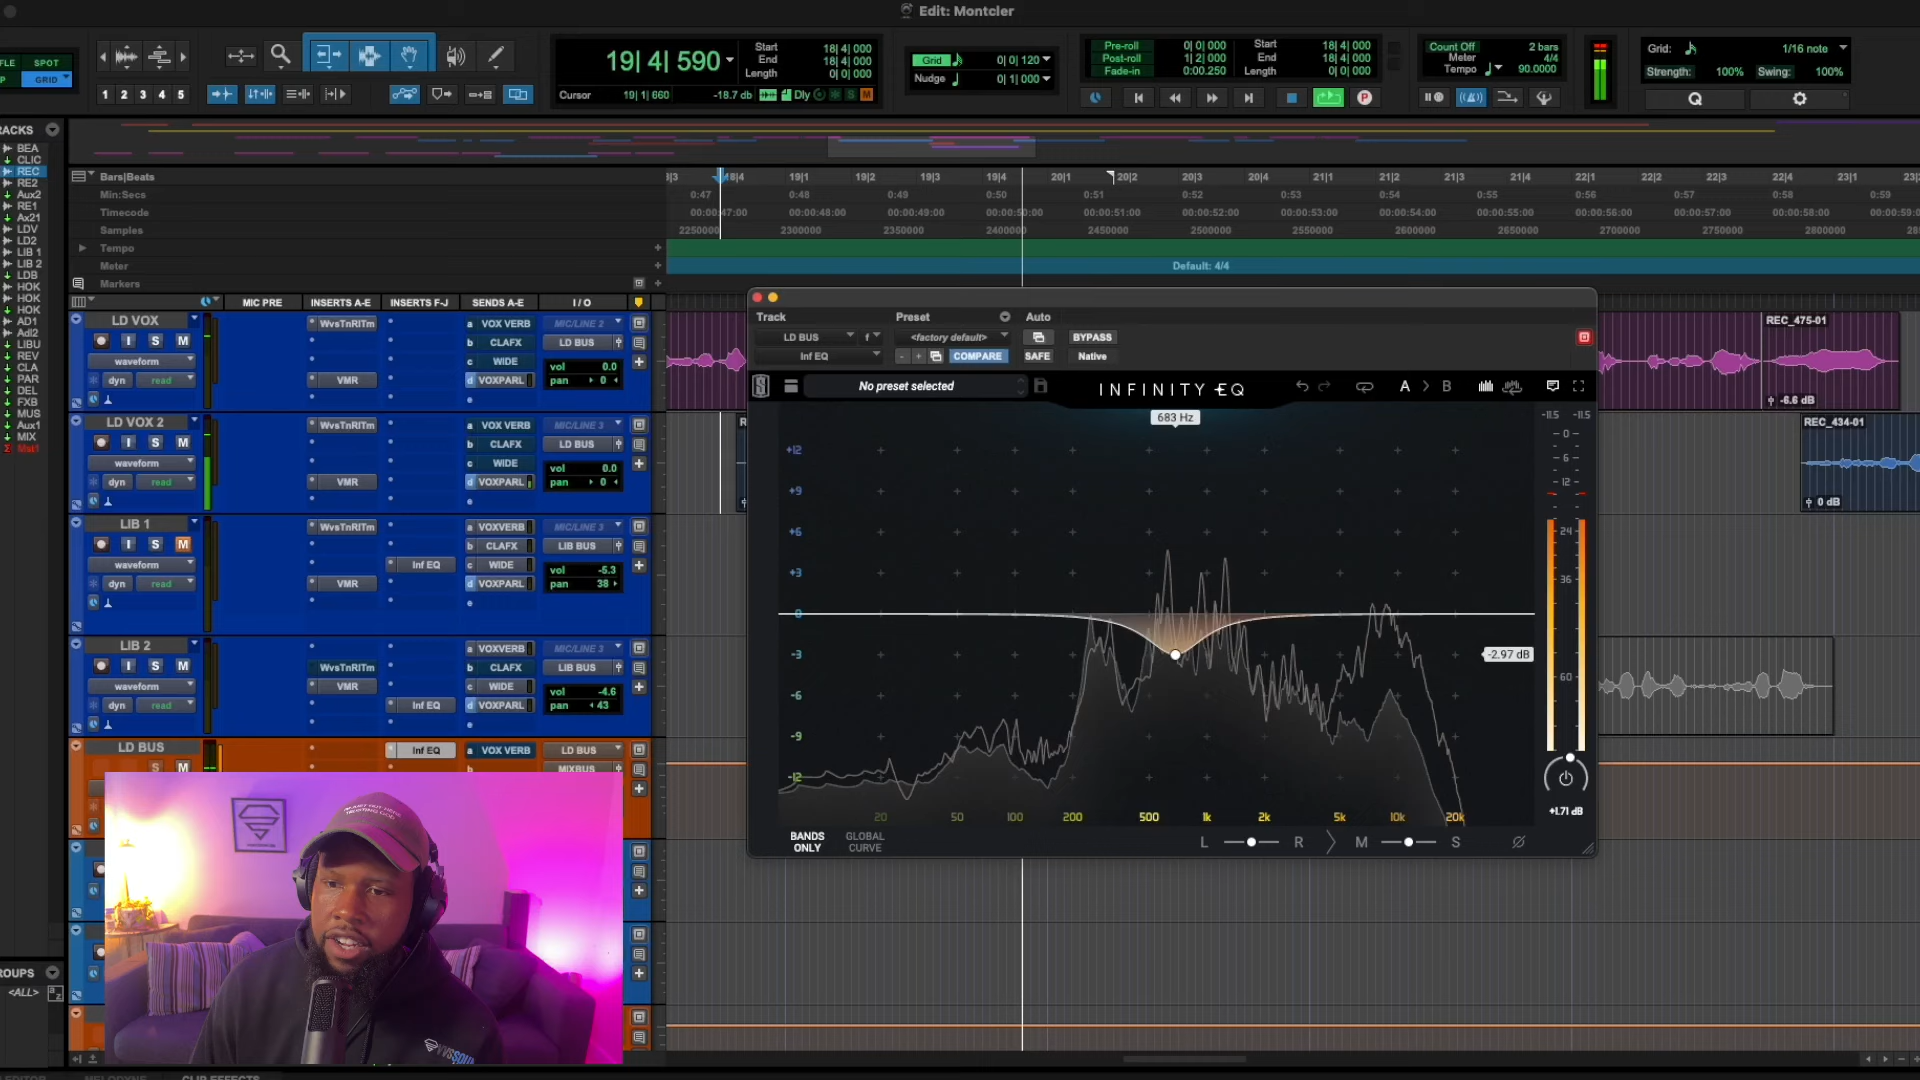 Edit: Montcler
SPOT
GRID
1 2 3 4 5
19| 4| 590
Start 18| 4| 000
End 18| 4| 000
Length 0| 0| 000
Cursor 19| 1| 660 -18.7 db Dly
Grid 0| 0| 120
Nudge 0| 1| 000
Pre-roll 0| 0| 000
Post-roll 1| 2| 000
Fade-in 0:00.250
Start 18| 4| 000
End 18| 4| 000
Length 0| 0| 000
Count Off 2 bars
Meter 4/4
Tempo 90.0000
Grid: 1/16 note
Strength: 100% Swing: 100%
Q
ACKS
BEA
CLIC
REC
RE2
Aux2
RE1
Ax21
LDV
LD2
LIB 1
LIB 2
LDB
HOK
HOK
HOK
AD1
Adl2
LIBU
REV
CLA
PAR
DEL
FXB
MUS
Aux1
MIX
Mst1
Bars|Beats
Min:Secs
Timecode
Samples
Tempo
Meter
Markers
18|4 19|1 19|2 19|3 19|4 20|1 20|2 20|3 20|4 21|1 21|2 21|3 21|4 22|1 22|2 22|3 22|4 23|1 23|2
0:47 0:48 0:49 0:50 0:51 0:52 0:53 0:54 0:55 0:56 0:57 0:58 0:59
00:00:47:00 00:00:48:00 00:00:49:00 00:00:50:00 00:00:51:00 00:00:52:00 00:00:53:00 00:00:54:00 00:00:55:00 00:00:56:00 00:00:57:00 00:00:58:00
2250000 2300000 2350000 2400000 2450000 2500000 2550000 2600000 2650000 2700000 2750000 2800000
Default: 4/4
MIC PRE INSERTS A-E INSERTS F-J SENDS A-E I / O
LD VOX
I S M
waveform
dyn read
WvsTnRlTm
VMR
a VOX VERB
b CLAFX
c WIDE
d VOXPARL
MIC/LINE 2
LD BUS
vol 0.0
pan 0
LD VOX 2
I S M
waveform
dyn read
WvsTnRlTm
VMR
a VOX VERB
b CLAFX
c WIDE
d VOXPARL
e
MIC/LINE 3
LD BUS
vol 0.0
pan 0
LIB 1
I S M
waveform
dyn read
WvsTnRlTm
VMR
Inf EQ
a VOXVERB
b CLAFX
c WIDE
d VOXPARL
e
MIC/LINE 3
LIB BUS
vol -5.3
pan 38
LIB 2
I S M
waveform
dyn read
WvsTnRlTm
VMR
Inf EQ
a VOXVERB
b CLAFX
c WIDE
d VOXPARL
e
MIC/LINE 3
LIB BUS
vol -4.6
pan 43
LD BUS
S M
Inf EQ
a VOX VERB
b
LD BUS
MIXBUS
REC_475-01
-6.6 dB
REC_434-01
0 dB
Track Preset Auto
LD BUS f <factory default> BYPASS
Inf EQ - + COMPARE SAFE Native
No preset selected
INFINITY EQ
A B
683 Hz
-11.5 -11.5
+12
+9
+6
+3
0
-3
-6
-9
-12
-2.97 dB
0
6
12
24
36
60
20 50 100 200 500 1k 2k 5k 10k 20k
+1.71 dB
BANDS ONLY
GLOBAL CURVE
L R M S
ROUPS
<ALL>
MELODYNE
CLIP EFFECTS